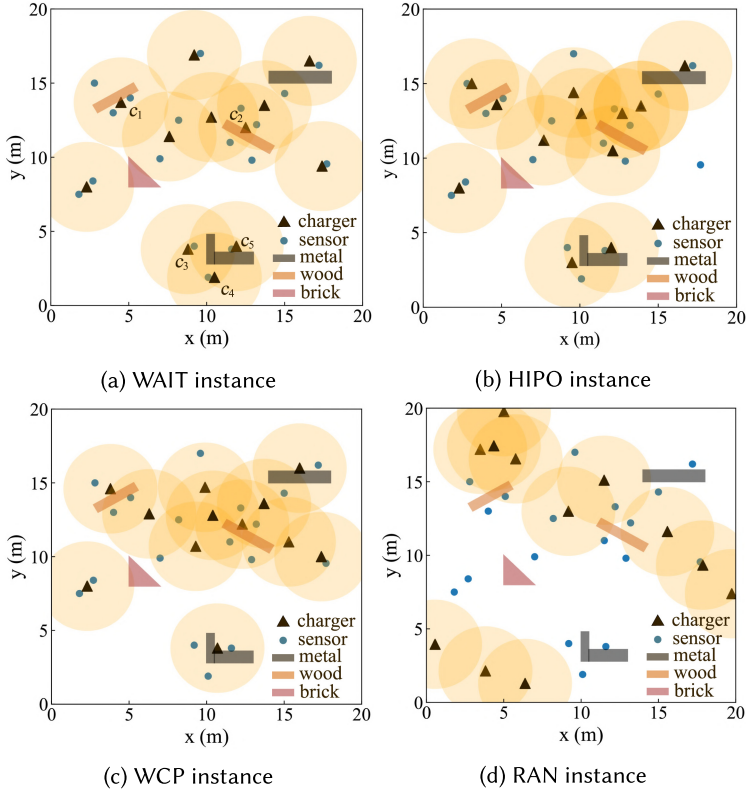 20
15
10
5
0
y (m)
c1
c2
c3
c4
c5
charger
sensor
metal
wood
brick
0 5 10 15 20
x (m)
(a) WAIT instance
20
15
10
5
0
y (m)
charger
sensor
metal
wood
brick
0 5 10 15 20
x (m)
(b) HIPO instance
20
15
10
5
0
y (m)
charger
sensor
metal
wood
brick
0 5 10 15 20
x (m)
(c) WCP instance
20
15
10
5
0
y (m)
charger
sensor
metal
wood
brick
0 5 10 15 20
x (m)
(d) RAN instance